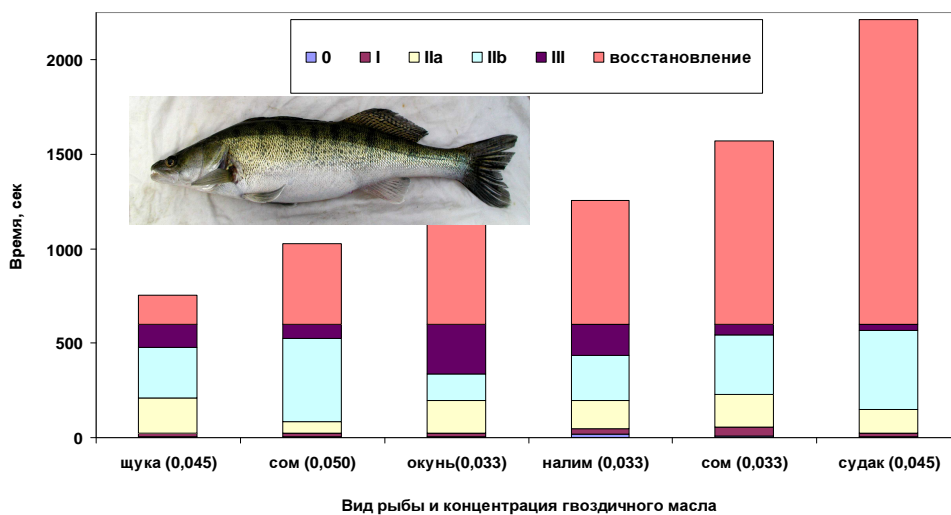 2000
1500
1000
500
0
Время, сек
0 I IIa IIb III восстановление
щука (0,045) сом (0,050) окунь(0,033) налим (0,033) сом (0,033) судак (0,045)
Вид рыбы и концентрация гвоздичного масла